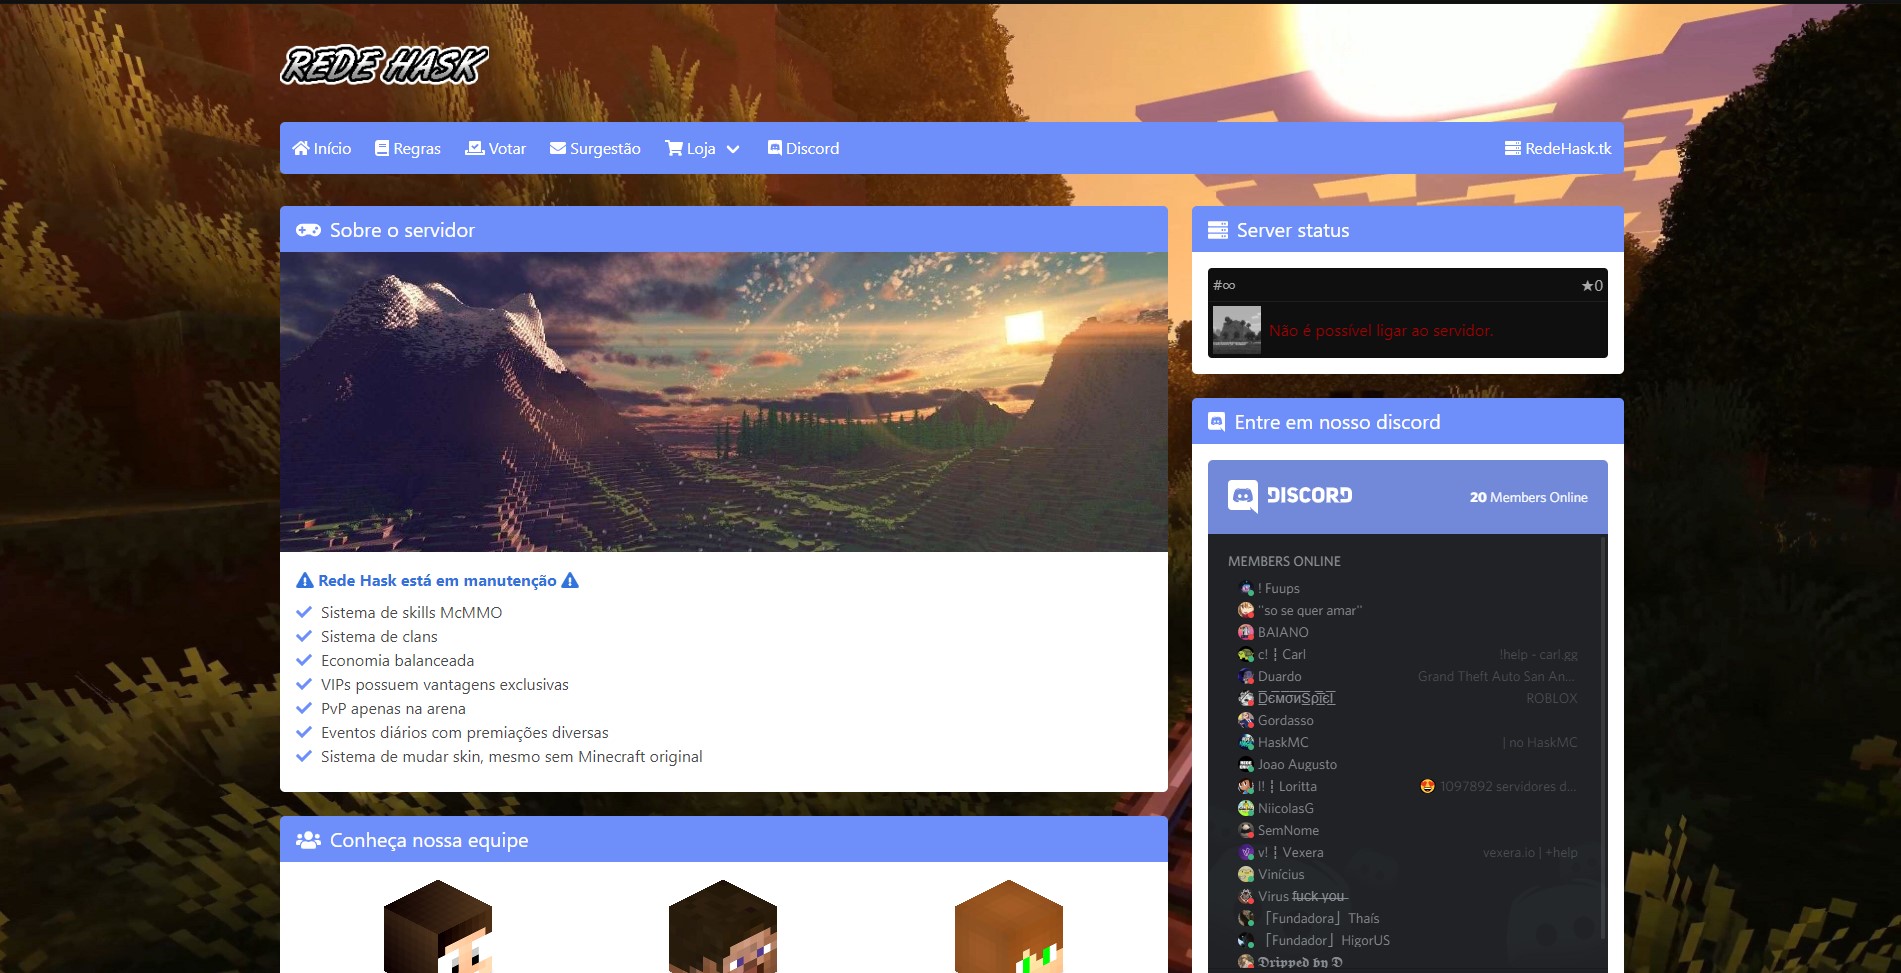 REDE HASK
Início
Regras
Votar
Surgestão
Loja
Discord
RedeHask.tk
Sobre o servidor
Rede Hask está em manutenção
Sistema de skills McMMO
Sistema de clans
Economia balanceada
VIPs possuem vantagens exclusivas
PvP apenas na arena
Eventos diários com premiações diversas
Sistema de mudar skin, mesmo sem Minecraft original
Conheça nossa equipe
Server status
#∞ ★0
Não é possível ligar ao servidor.
Entre em nosso discord
DISCORD 20 Members Online
MEMBERS ONLINE
! Fuups
"so se quer amar"
BAIANO
c! ┇ Carl !help - carl.gg
Duardo Grand Theft Auto San An...
DємσиSρієl ROBLOX
Gordasso
HaskMC | no HaskMC
Joao Augusto
l! ┇ Loritta 😍 1097892 servidores d...
NiicolasG
SemNome
v! ┇ Vexera vexera.io | +help
Vinícius
Virus fuck you
「Fundadora」Thaís
「Fundador」HigorUS
𝕯𝖗𝖎𝖕𝖕𝖊𝖉 𝖇𝖞 𝕯